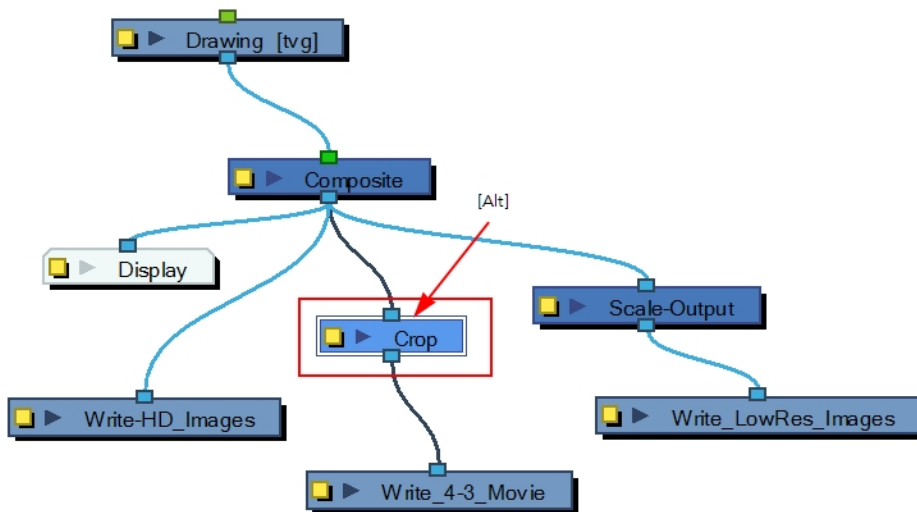 Drawing [tvg]
Composite
[Alt]
Display
Scale-Output
Crop
Write-HD_Images
Write_LowRes_Images
Write_4-3_Movie